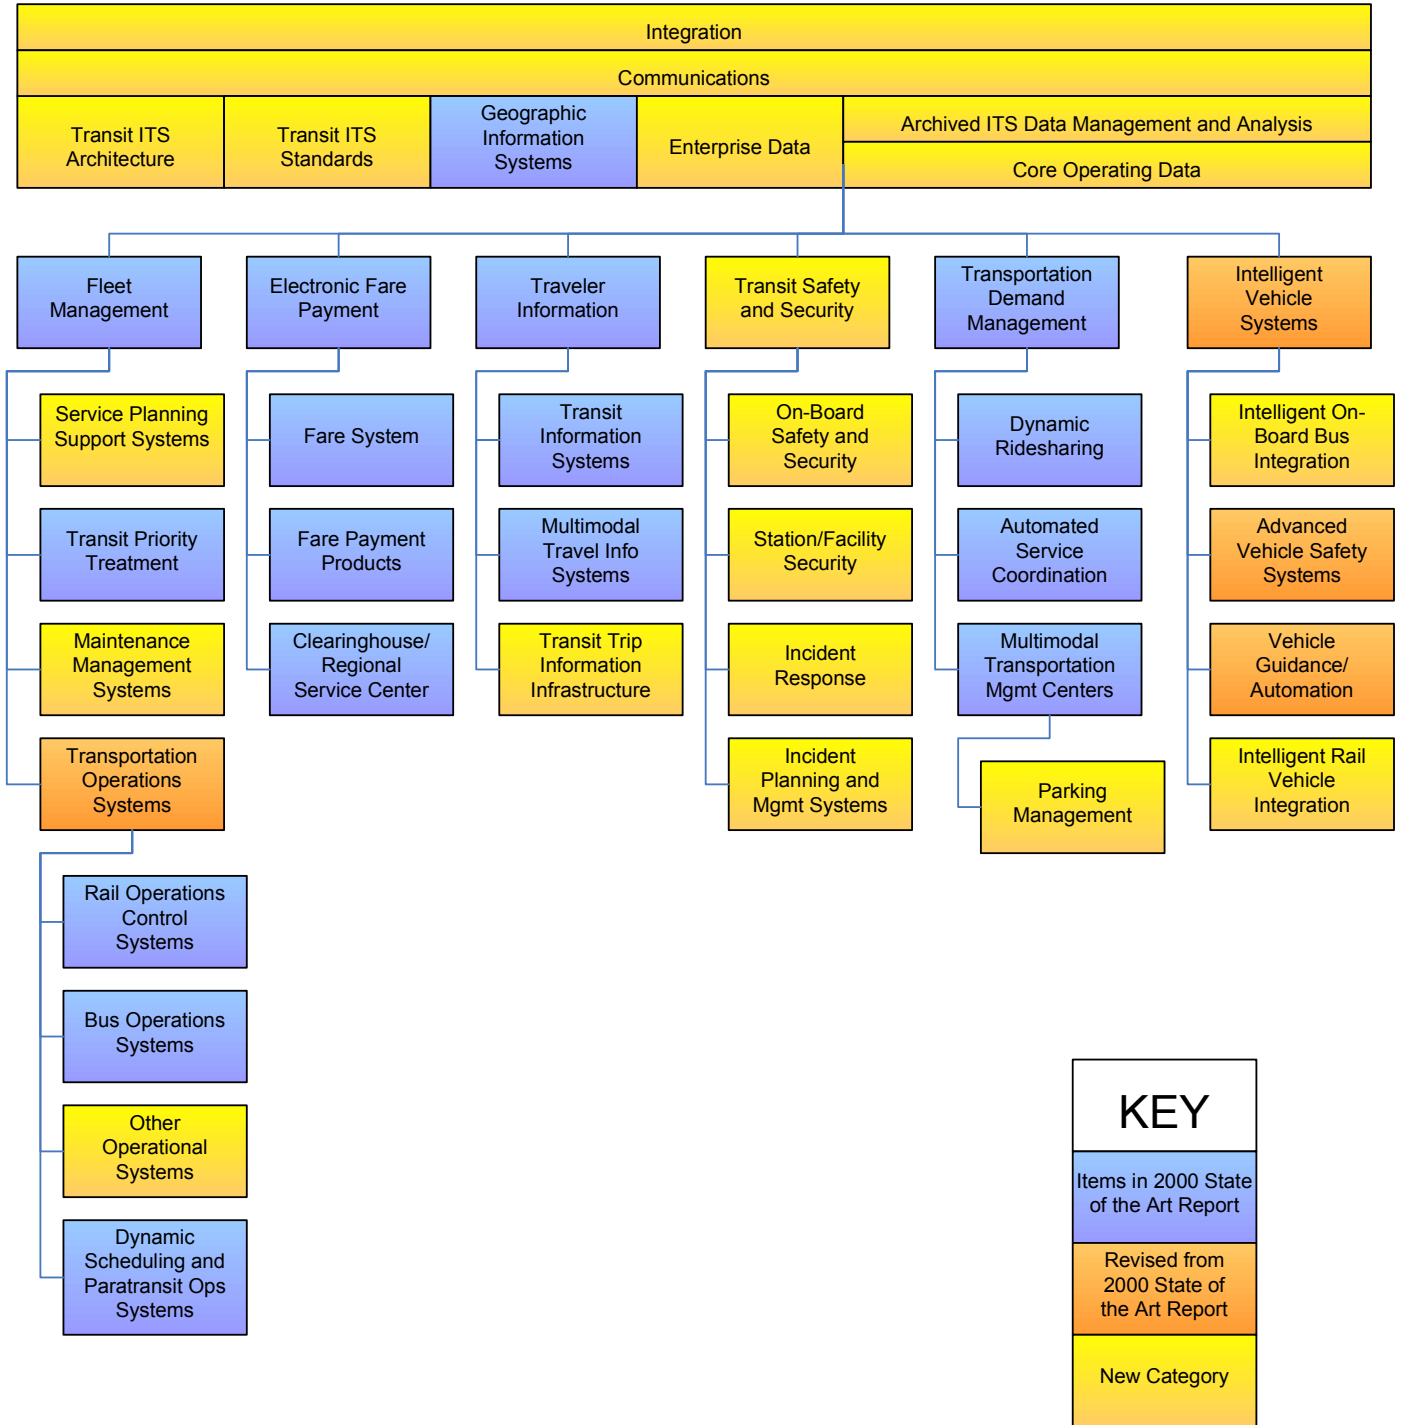 Integration
Communications
Transit ITS
Architecture
Transit ITS
Standards
Geographic
Information
Systems
Enterprise Data
Archived ITS Data Management and Analysis
Core Operating Data
Fleet
Management
Electronic Fare
Payment
Traveler
Information
Transit Safety
and Security
Transportation
Demand
Management
Intelligent
Vehicle
Systems
Service Planning
Support Systems
Fare System
Transit
Information
Systems
On-Board
Safety and
Security
Dynamic
Ridesharing
Intelligent On-
Board Bus
Integration
Transit Priority
Treatment
Fare Payment
Products
Multimodal
Travel Info
Systems
Station/Facility
Security
Automated
Service
Coordination
Advanced
Vehicle Safety
Systems
Maintenance
Management
Systems
Clearinghouse/
Regional
Service Center
Transit Trip
Information
Infrastructure
Incident
Response
Multimodal
Transportation
Mgmt Centers
Vehicle
Guidance/
Automation
Transportation
Operations
Systems
Incident
Planning and
Mgmt Systems
Parking
Management
Intelligent Rail
Vehicle
Integration
Rail Operations
Control
Systems
Bus Operations
Systems
Other
Operational
Systems
Dynamic
Scheduling and
Paratransit Ops
Systems
KEY
Items in 2000 State
of the Art Report
Revised from
2000 State of
the Art Report
New Category